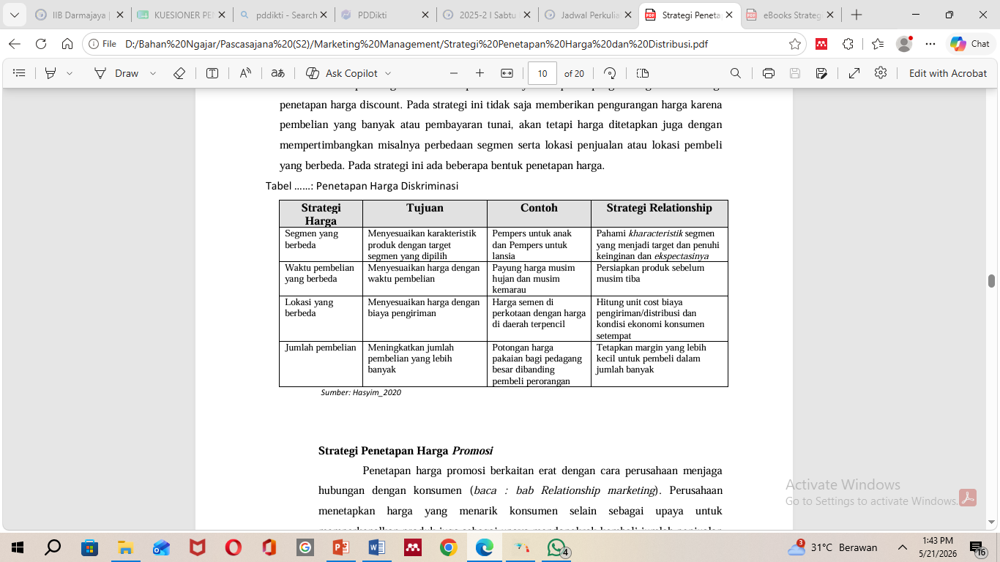 IIB Darmajaya |
KUESIONER PE
pddikti - Search
PDDikti
2025-2 I Sabtu
Jadwal Perkulia
Strategi Peneta
eBooks Strateg
File
D:/Bahan%20Ngajar/Pascasajana%20(S2)/Marketing%20Management/Strategi%20Penetapan%20Harga%20dan%20Distribusi.pdf
Chat
Draw
Ask Copilot
10 of 20
Edit with Acrobat
penetapan harga discount. Pada strategi ini tidak saja memberikan pengurangan harga karena
pembelian yang banyak atau pembayaran tunai, akan tetapi harga ditetapkan juga dengan
mempertimbangkan misalnya perbedaan segmen serta lokasi penjualan atau lokasi pembeli
yang berbeda. Pada strategi ini ada beberapa bentuk penetapan harga.
Tabel ......: Penetapan Harga Diskriminasi
Strategi
Harga
Tujuan
Contoh
Strategi Relationship
Segmen yang
berbeda
Menyesuaikan karakteristik
produk dengan target
segmen yang dipilih
Pempers untuk anak
dan Pempers untuk
lansia
Pahami kharacteristik segmen
yang menjadi target dan penuhi
keinginan dan ekspectasinya
Waktu pembelian
yang berbeda
Menyesuaikan harga dengan
waktu pembelian
Payung harga musim
hujan dan musim
kemarau
Persiapkan produk sebelum
musim tiba
Lokasi yang
berbeda
Menyesuaikan harga dengan
biaya pengiriman
Harga semen di
perkotaan dengan harga
di daerah terpencil
Hitung unit cost biaya
pengiriman/distribusi dan
kondisi ekonomi konsumen
setempat
Jumlah pembelian
Meningkatkan jumlah
pembelian yang lebih
banyak
Potongan harga
pakaian bagi pedagang
besar dibanding
pembeli perorangan
Tetapkan margin yang lebih
kecil untuk pembeli dalam
jumlah banyak
Sumber: Hasyim_2020
Strategi Penetapan Harga Promosi
Penetapan harga promosi berkaitan erat dengan cara perusahaan menjaga
hubungan dengan konsumen (baca : bab Relationship marketing). Perusahaan
menetapkan harga yang menarik konsumen selain sebagai upaya untuk
Activate Windows
Go to Settings to activate Windows.
3
31°C Berawan
4
1:43 PM
5/21/2026
16